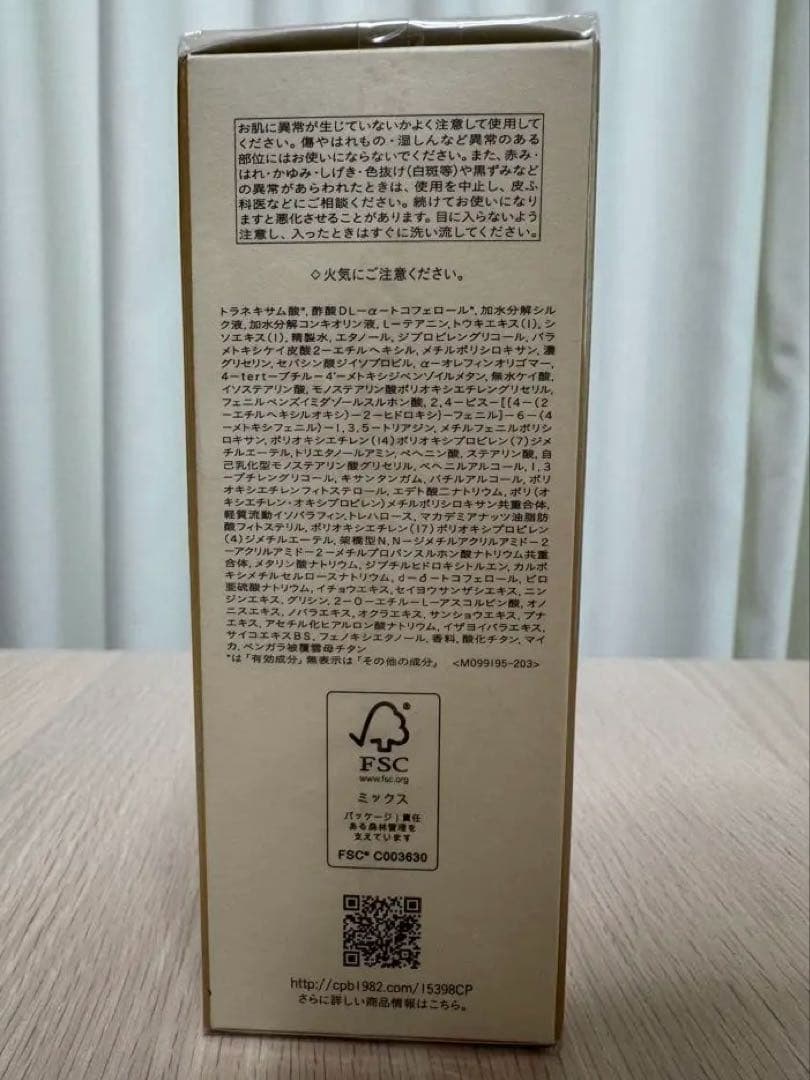 お肌に異常が生じていないかよく注意して使用して
ください。傷やはれもの・湿しんなど異常のある
部位にはお使いにならないでください。また、赤み・
はれ・かゆみ・しげき・色抜け(白斑等)や黒ずみなど
の異常があらわれたときは、使用を中止し、皮ふ
科医などにご相談ください。続けてお使いになり
ますと悪化させることがあります。目に入らないよう
注意し、入ったときはすぐに洗い流してください。
◇火気にご注意ください。
トラネキサム酸*, 酢酸DL-α-トコフェロール*, 加水分解シル
ク液, 加水分解コンキオリン液, L-テアニン, トウキエキス(1), シ
ソエキス(1), 精製水, エタノール, ジプロピレングリコール, パラ
メトキシケイ皮酸2-エチルヘキシル, メチルポリシロキサン, 濃
グリセリン, セバシン酸ジイソプロピル, α-オレフィンオリゴマー,
4-tert-ブチル-4'-メトキシジベンゾイルメタン, 無水ケイ酸,
イソステアリン酸, モノステアリン酸ポリオキシエチレングリセリル,
フェニルベンズイミダゾールスルホン酸, 2,4-ビス-[{4-(2
-エチルヘキシルオキシ)-2-ヒドロキシ}-フェニル]-6-(4
-メトキシフェニル)-1,3,5-トリアジン, メチルフェニルポリシ
ロキサン, ポリオキシエチレン(14)ポリオキシプロピレン(7)ジメ
チルエーテル, トリエタノールアミン, ベヘニン酸, ステアリン酸, 自
己乳化型モノステアリン酸グリセリル, ベヘニルアルコール, 1,3
-ブチレングリコール, キサンタンガム, バチルアルコール, ポリ
オキシエチレンフィトステロール, エデト酸二ナトリウム, ポリ(オ
キシエチレン・オキシプロピレン)メチルポリシロキサン共重合体,
軽質流動イソパラフィン, トレハロース, マカデミアナッツ油脂肪
酸フィトステリル, ポリオキシエチレン(17)ポリオキシプロピレン
(4)ジメチルエーテル, 架橋型N,N-ジメチルアクリルアミド-2
-アクリルアミド-2-メチルプロパンスルホン酸ナトリウム共重
合体, メタリン酸ナトリウム, ジブチルヒドロキシトルエン, カルボ
キシメチルセルロースナトリウム, d-δ-トコフェロール, ピロ
亜硫酸ナトリウム, イチョウエキス, セイヨウサンザシエキス, ニン
ジンエキス, グリシン, 2-O-エチル-L-アスコルビン酸, オノ
ニスエキス, ノバラエキス, オクラエキス, サンショウエキス, ブナ
エキス, アセチル化ヒアルロン酸ナトリウム, イザヨイバラエキス,
サイコエキスBS, フェノキシエタノール, 香料, 酸化チタン, マイ
カ, ベンガラ被覆雲母チタン
*は「有効成分」無表示は「その他の成分」 <M099195-203>
®
FSC
www.fsc.org
ミックス
パッケージ|責任
ある森林管理を
支えています
FSC® C003630
http://cpb1982.com/15398CP
さらに詳しい商品情報はこちら。